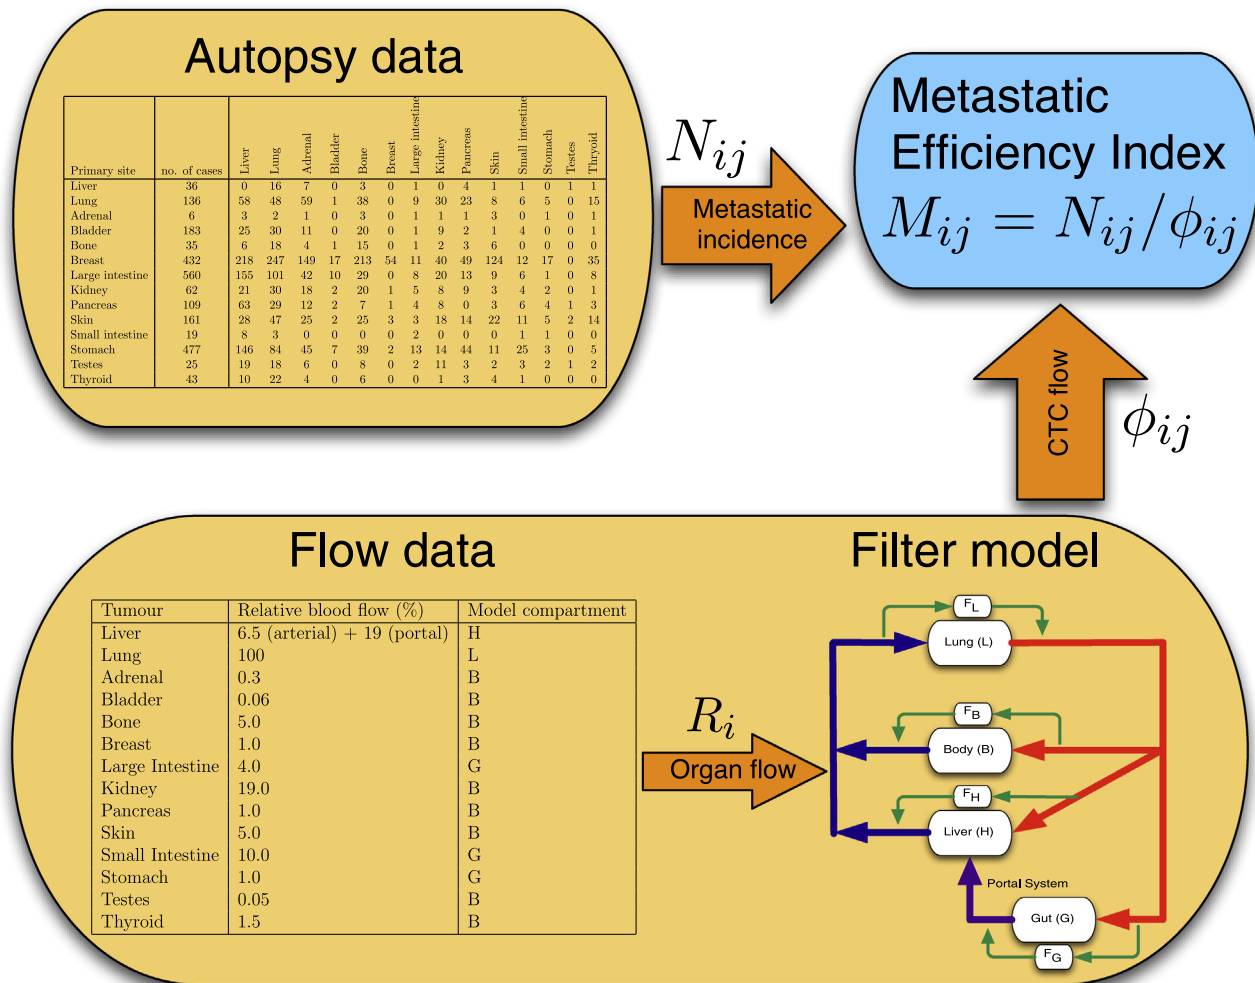 Autopsy data
Primary site no. of cases Liver Lung Adrenal Bladder Bone Breast Large intestine Kidney Pancreas Skin Small intestine Stomach Testes Thryoid
Liver 36 0 16 7 0 3 0 1 0 4 1 1 0 1 1
Lung 136 58 48 59 1 38 0 9 30 23 8 6 5 0 15
Adrenal 6 3 2 1 0 3 0 1 1 1 3 0 1 0 1
Bladder 183 25 30 11 0 20 0 1 9 2 1 4 0 0 1
Bone 35 6 18 4 1 15 0 1 2 3 6 0 0 0 0
Breast 432 218 247 149 17 213 54 11 40 49 124 12 17 0 35
Large intestine 560 155 101 42 10 29 0 8 20 13 9 6 1 0 8
Kidney 62 21 30 18 2 20 1 5 8 9 3 4 2 0 1
Pancreas 109 63 29 12 2 7 1 4 8 0 3 6 4 1 3
Skin 161 28 47 25 2 25 3 3 18 14 22 11 5 2 14
Small intestine 19 8 3 0 0 0 0 2 0 0 0 1 1 0 0
Stomach 477 146 84 45 7 39 2 13 14 44 11 25 3 0 5
Testes 25 19 18 6 0 8 0 2 11 3 2 3 2 1 2
Thyroid 43 10 22 4 0 6 0 0 1 3 4 1 0 0 0
N_{ij}
Metastatic
incidence
Metastatic
Efficiency Index
M_{ij} = N_{ij}/ϕ_{ij}
CTC flow
ϕ_{ij}
Flow data
Tumour Relative blood flow (%) Model compartment
Liver 6.5 (arterial) + 19 (portal) H
Lung 100 L
Adrenal 0.3 B
Bladder 0.06 B
Bone 5.0 B
Breast 1.0 B
Large Intestine 4.0 G
Kidney 19.0 B
Pancreas 1.0 B
Skin 5.0 B
Small Intestine 10.0 G
Stomach 1.0 G
Testes 0.05 B
Thyroid 1.5 B
R_i
Organ flow
Filter model
F_L
Lung (L)
F_B
Body (B)
F_H
Liver (H)
Portal System
Gut (G)
F_G